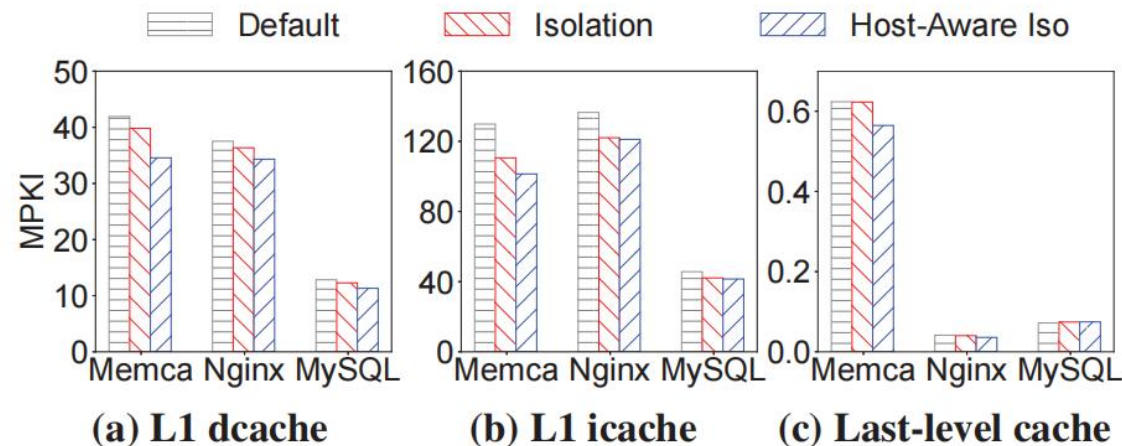 Default Isolation Host-Aware Iso
MPKI
50
40
30
20
10
0
Memca Nginx MySQL
(a) L1 dcache
160
120
80
40
0
Memca Nginx MySQL
(b) L1 icache
0.6
0.4
0.2
0.0
Memca Nginx MySQL
(c) Last-level cache